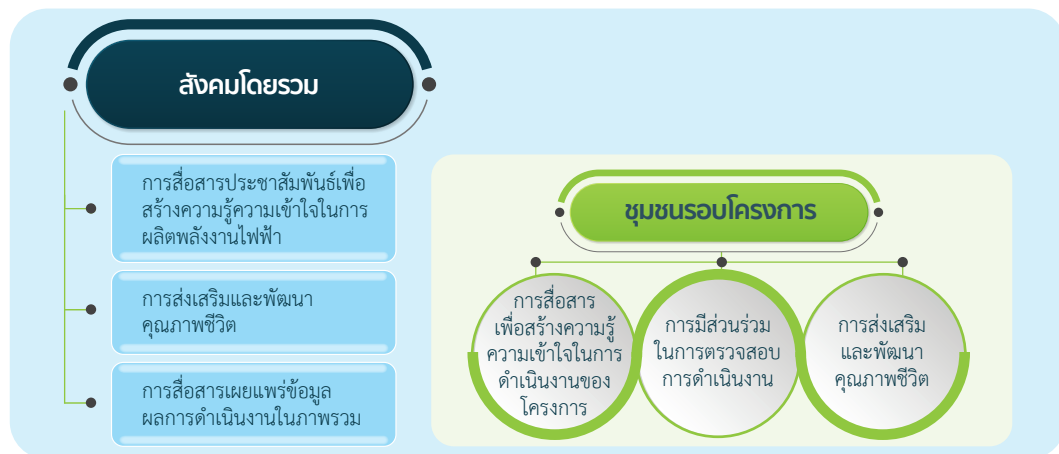 สังคมโดยรวม
การสื่อสารประชาสัมพันธ์เพื่อ
สร้างความรู้ความเข้าใจในการ
ผลิตพลังงานไฟฟ้า
การส่งเสริมและพัฒนา
คุณภาพชีวิต
การสื่อสารเผยแพร่ข้อมูล
ผลการดำเนินงานในภาพรวม
ชุมชนรอบโครงการ
การสื่อสาร
เพื่อสร้างความรู้
ความเข้าใจในการ
ดำเนินงานของ
โครงการ
การมีส่วนร่วม
ในการตรวจสอบ
การดำเนินงาน
การส่งเสริม
และพัฒนา
คุณภาพชีวิต